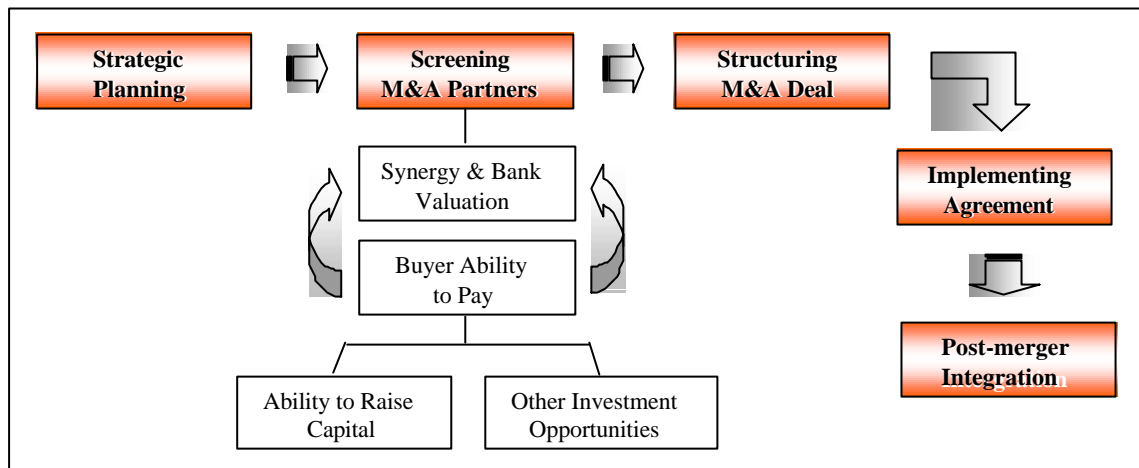 Strategic
Planning
Screening
M&A Partners
Structuring
M&A Deal
Synergy & Bank
Valuation
Implementing
Agreement
Buyer Ability
to Pay
Post-merger
Integration
Ability to Raise
Capital
Other Investment
Opportunities